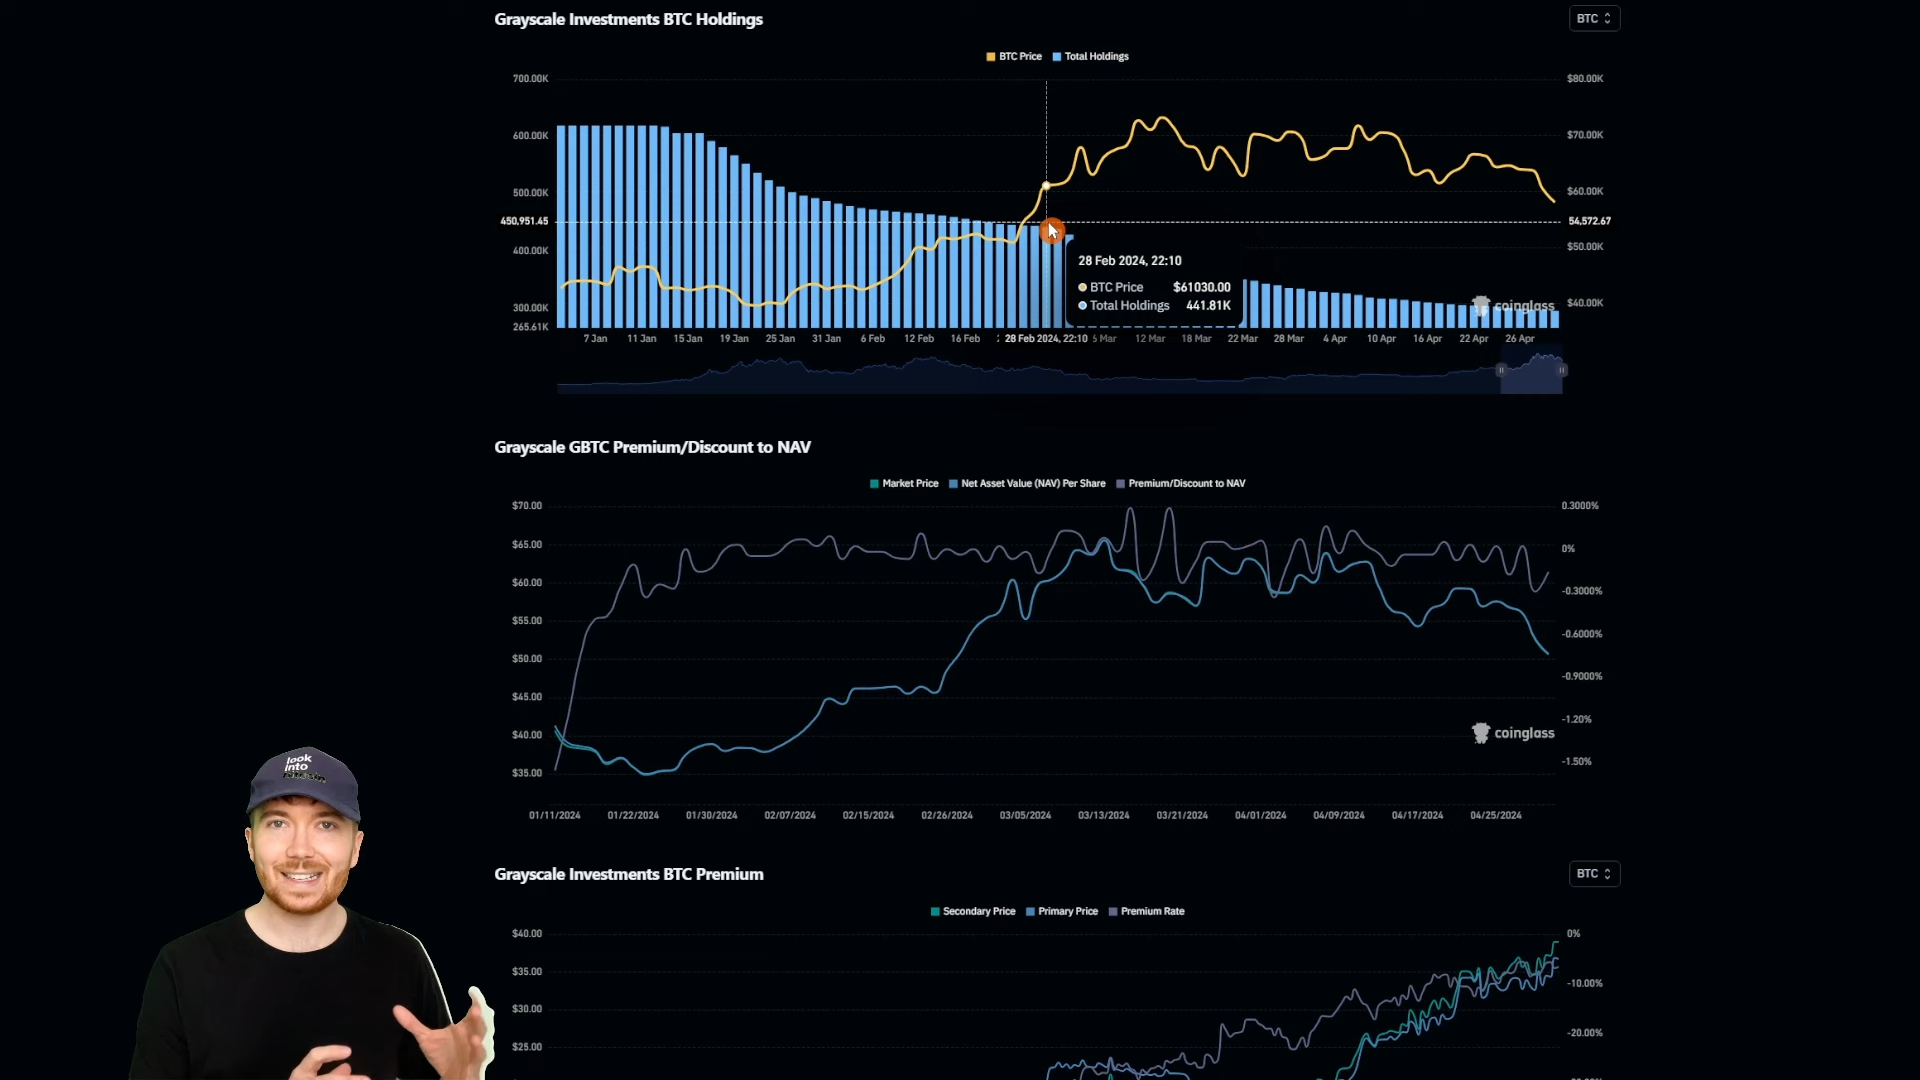 Grayscale Investments BTC Holdings
BTC
BTC Price Total Holdings
700.00K
600.00K
500.00K
450,951.45
400.00K
300.00K
265.61K
$80.00K
$70.00K
$60.00K
54,572.67
$50.00K
$40.00K
28 Feb 2024, 22:10
BTC Price $61030.00
Total Holdings 441.81K
coinglass
7 Jan 11 Jan 15 Jan 19 Jan 25 Jan 31 Jan 6 Feb 12 Feb 16 Feb 28 Feb 2024, 22:10 Mar 12 Mar 18 Mar 22 Mar 28 Mar 4 Apr 10 Apr 16 Apr 22 Apr 26 Apr
Grayscale GBTC Premium/Discount to NAV
Market Price Net Asset Value (NAV) Per Share Premium/Discount to NAV
$70.00
$65.00
$60.00
$55.00
$50.00
$45.00
$40.00
$35.00
0.3000%
0%
-0.3000%
-0.6000%
-0.9000%
-1.20%
-1.50%
coinglass
01/11/2024 01/22/2024 01/30/2024 02/07/2024 02/15/2024 02/26/2024 03/05/2024 03/13/2024 03/21/2024 04/01/2024 04/09/2024 04/17/2024 04/25/2024
Grayscale Investments BTC Premium
BTC
Secondary Price Primary Price Premium Rate
$40.00
$35.00
$30.00
$25.00
0%
-10.00%
-20.00%
look
into
bitcoin